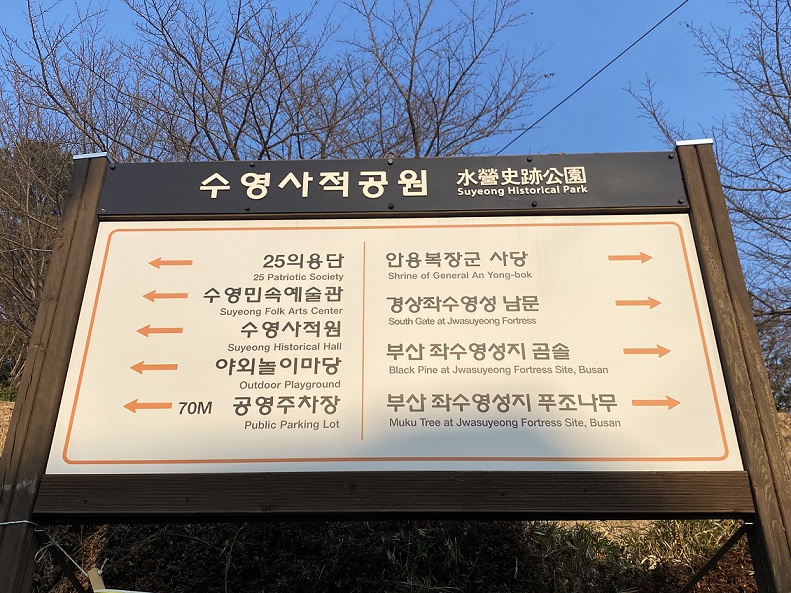 수영사적공원 水營史跡公園
Suyeong Historical Park
25의용단
25 Patriotic Society
수영민속예술관
Suyeong Folk Arts Center
수영사적원
Suyeong Historical Hall
야외놀이마당
Outdoor Playground
70M 공영주차장
Public Parking Lot
안용복장군 사당
Shrine of General An Yong-bok
경상좌수영성 남문
South Gate at Jwasuyeong Fortress
부산 좌수영성지 곰솔
Black Pine at Jwasuyeong Fortress Site, Busan
부산 좌수영성지 푸조나무
Muku Tree at Jwasuyeong Fortress Site, Busan